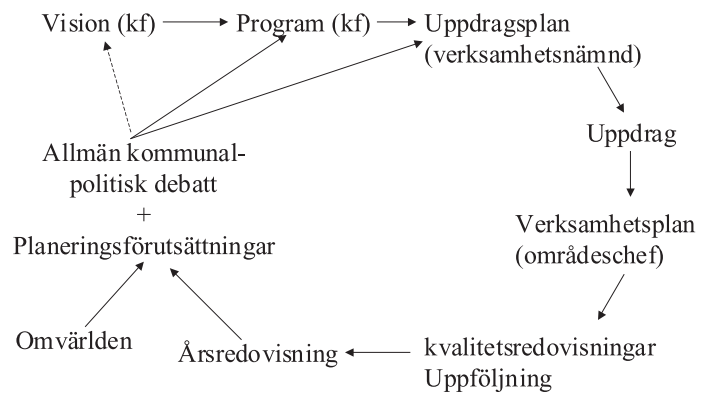 Vision (kf)
Program (kf)
Uppdragsplan
(verksamhetsnämnd)
Uppdrag
Allmän kommunal-
politisk debatt
+
Planeringsförutsättningar
Verksamhetsplan
(områdeschef)
Omvärlden
Årsredovisning
kvalitetsredovisningar
Uppföljning